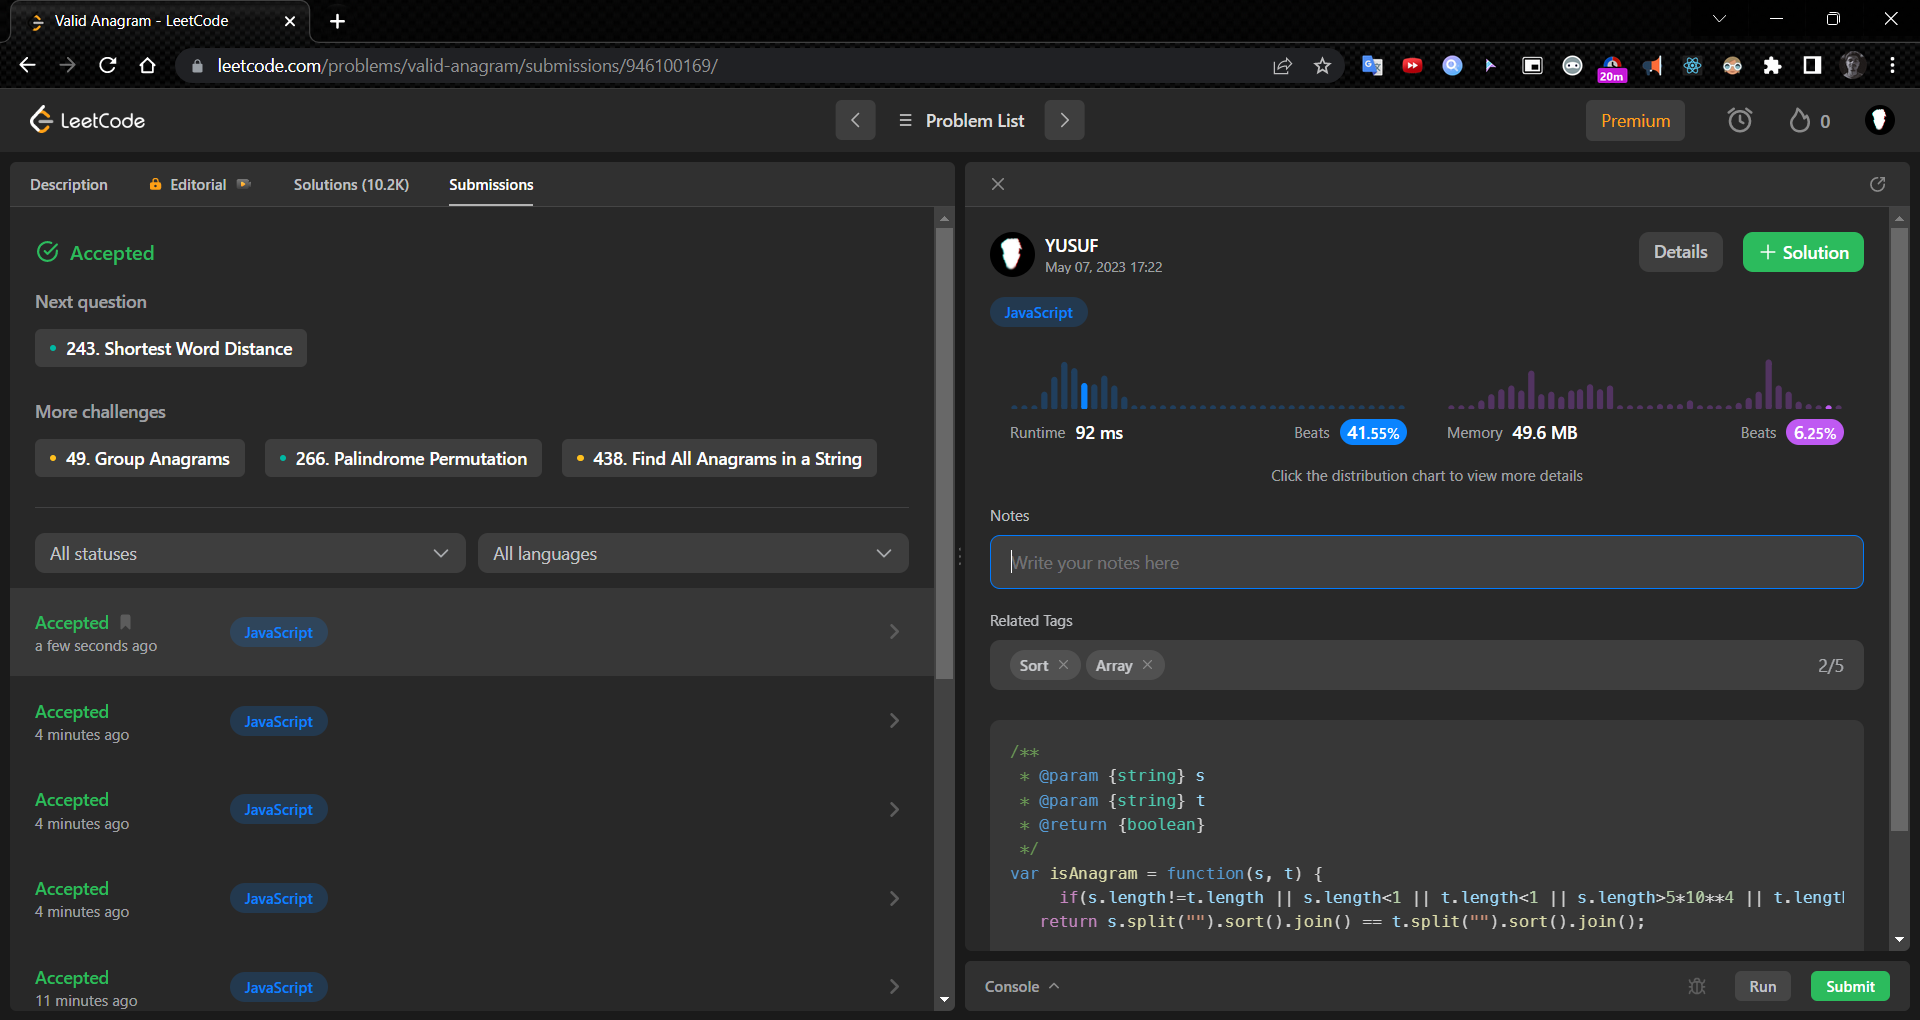 Valid Anagram - LeetCode
leetcode.com/problems/valid-anagram/submissions/946100169/
20m
LeetCode
Problem List
Premium
0
Description
Editorial
Solutions (10.2K)
Submissions
Accepted
Next question
243. Shortest Word Distance
More challenges
49. Group Anagrams
266. Palindrome Permutation
438. Find All Anagrams in a String
All statuses
All languages
Accepted
a few seconds ago
JavaScript
Accepted
4 minutes ago
JavaScript
Accepted
4 minutes ago
JavaScript
Accepted
4 minutes ago
JavaScript
Accepted
11 minutes ago
JavaScript
YUSUF
May 07, 2023 17:22
Details
+ Solution
JavaScript
Runtime 92 ms
Beats 41.55%
Memory 49.6 MB
Beats 6.25%
Click the distribution chart to view more details
Notes
Write your notes here
Related Tags
Sort
Array
2/5
/**
 * @param {string} s
 * @param {string} t
 * @return {boolean}
 */
var isAnagram = function(s, t) {
if(s.length!=t.length || s.length<1 || t.length<1 || s.length>5*10**4 || t.lengt
return s.split("").sort().join() == t.split("").sort().join();
Console
Run
Submit